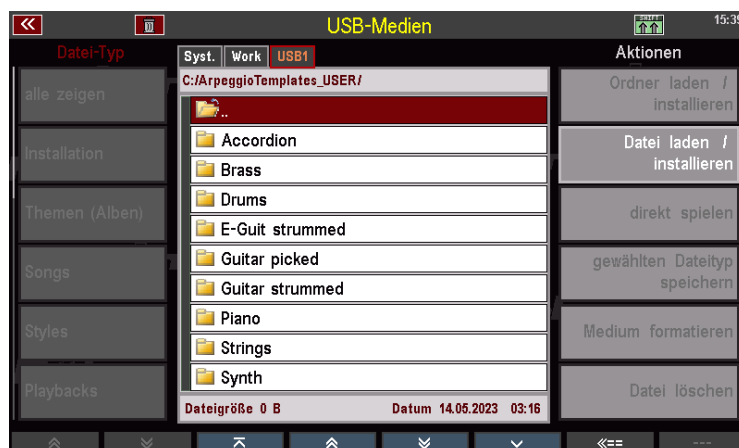 USB-Medien
SHIFT
15:39
Datei-Typ
alle zeigen
Installation
Themen (Alben)
Songs
Styles
Playbacks
Syst. Work USB1
C:/ArpeggioTemplates_USER/
..
Accordion
Brass
Drums
E-Guit strummed
Guitar picked
Guitar strummed
Piano
Strings
Synth
Dateigröße 0 B Datum 14.05.2023 03:16
Aktionen
Ordner laden /
installieren
Datei laden /
installieren
direkt spielen
gewählten Dateityp
speichern
Medium formatieren
Datei löschen
«== ---